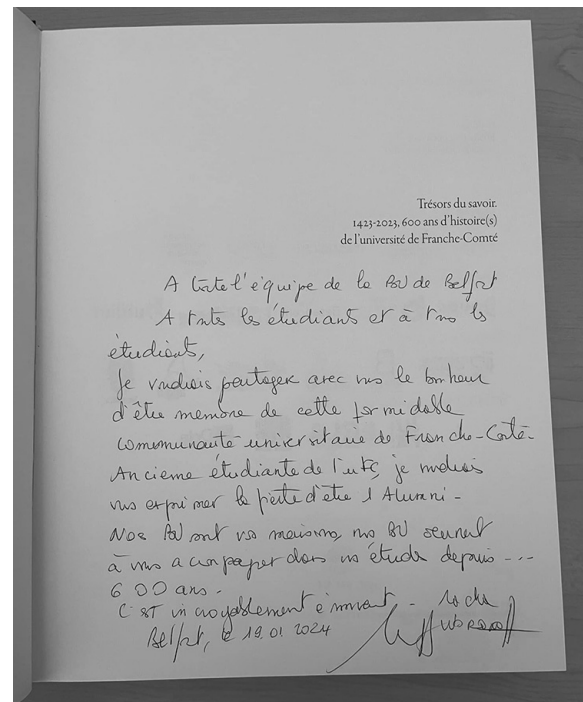 Trésors du savoir.
1423-2023, 600 ans d'histoire(s)
de l'université de Franche-Comté
A toute l'équipe de la BU de Belfort
A toutes les étudiants et à tous les
étudiants,
Je voudrais partager avec vous le bonheur
d'être membre de cette formidable
communauté universitaire de Franche-Comté.
Ancienne étudiante de l'UFC, je voudrais
vous exprimer la fierté d'être 1 Alumni -
Nos BU sont vos maisons, nos BU servent
à vous accompagner dans vos études depuis ---
600 ans.
C'est incroyablement émouvant -
Belfort, le 19.01 2024